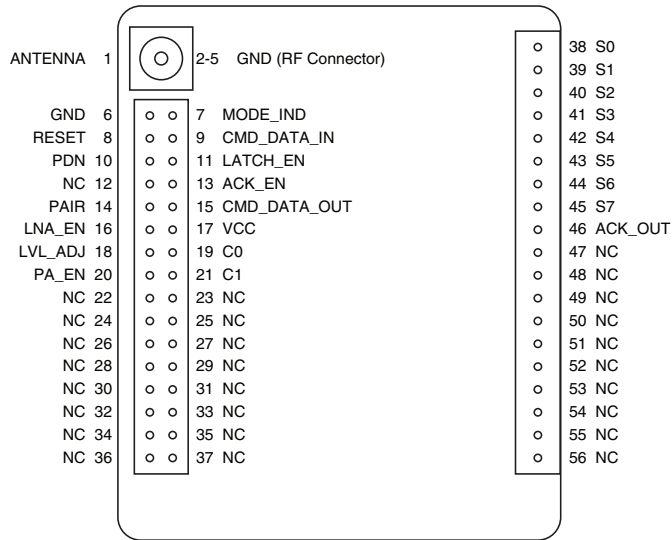 ANTENNA 1 2-5 GND (RF Connector)
GND 6 7 MODE_IND
RESET 8 9 CMD_DATA_IN
PDN 10 11 LATCH_EN
NC 12 13 ACK_EN
PAIR 14 15 CMD_DATA_OUT
LNA_EN 16 17 VCC
LVL_ADJ 18 19 C0
PA_EN 20 21 C1
NC 22 23 NC
NC 24 25 NC
NC 26 27 NC
NC 28 29 NC
NC 30 31 NC
NC 32 33 NC
NC 34 35 NC
NC 36 37 NC
38 S0
39 S1
40 S2
41 S3
42 S4
43 S5
44 S6
45 S7
46 ACK_OUT
47 NC
48 NC
49 NC
50 NC
51 NC
52 NC
53 NC
54 NC
55 NC
56 NC